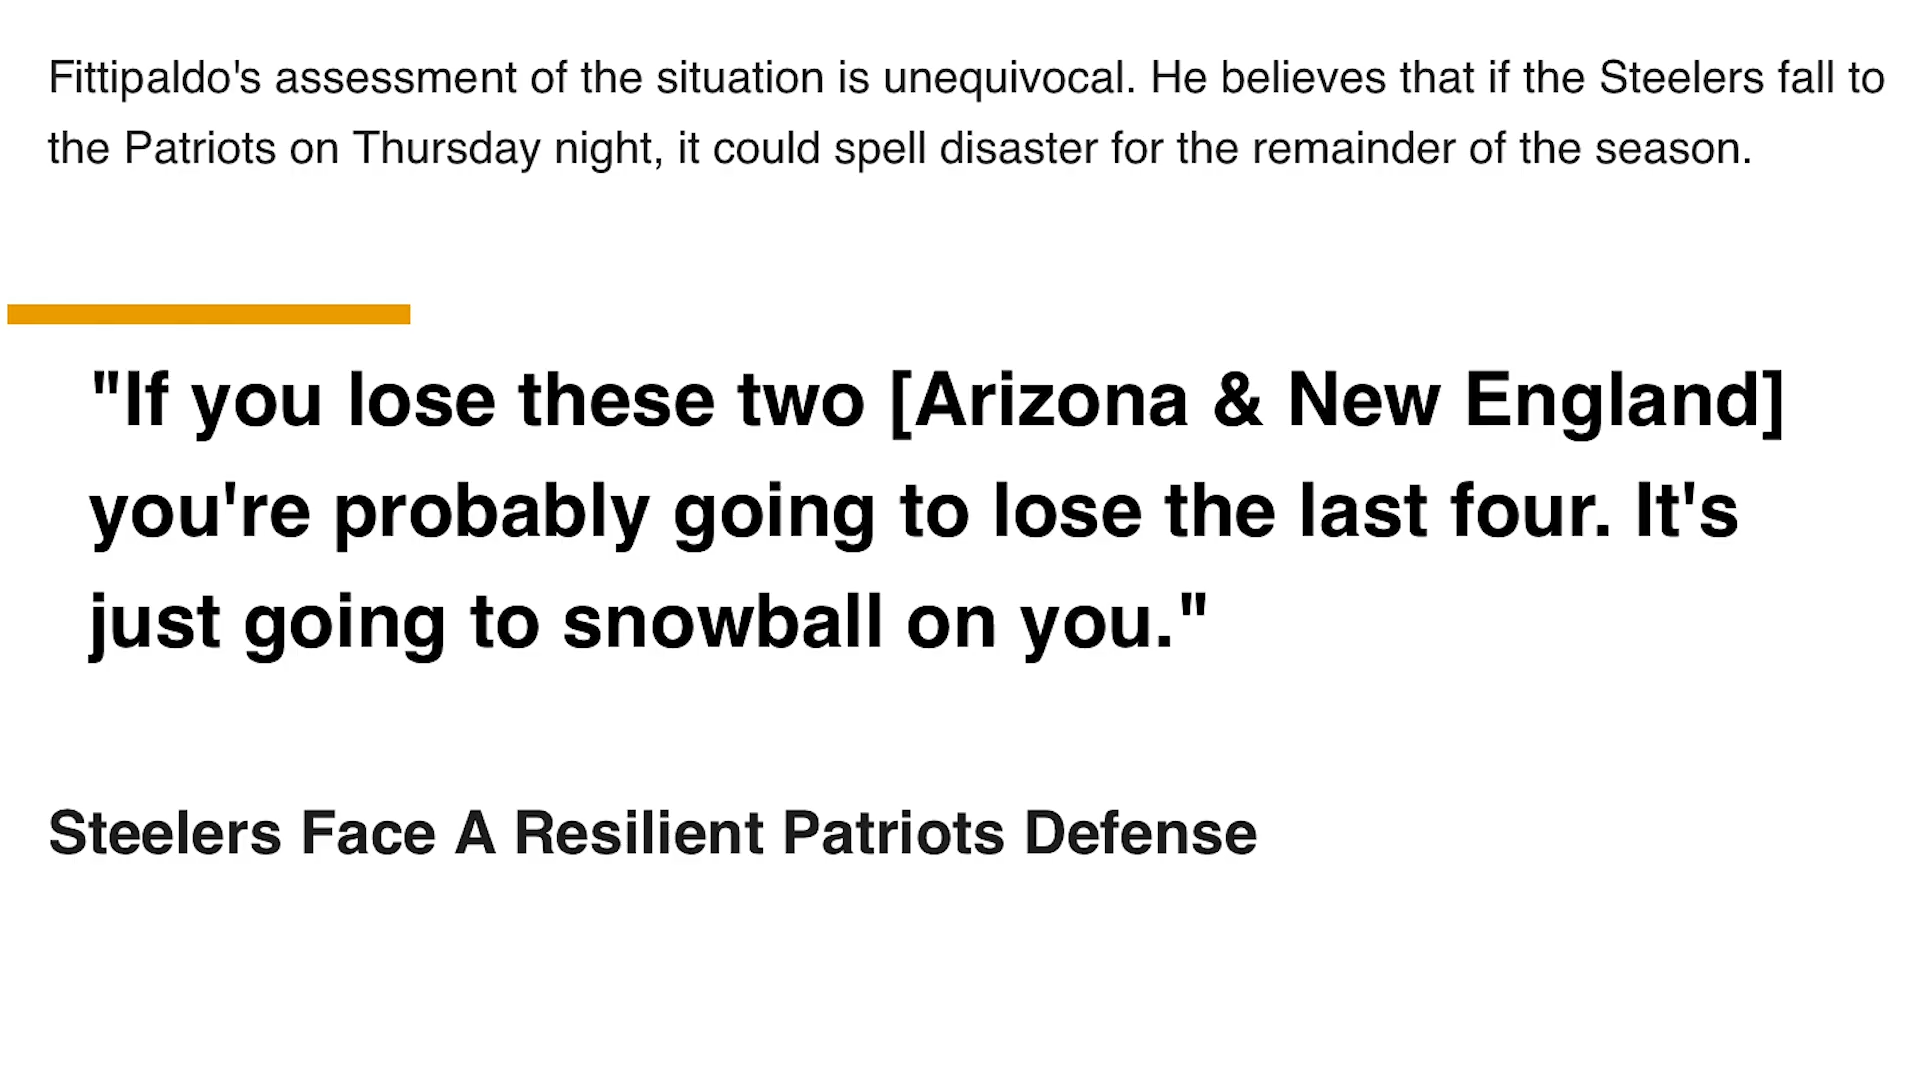 Fittipaldo's assessment of the situation is unequivocal. He believes that if the Steelers fall to
the Patriots on Thursday night, it could spell disaster for the remainder of the season.
"If you lose these two [Arizona & New England]
you're probably going to lose the last four. It's
just going to snowball on you."
Steelers Face A Resilient Patriots Defense